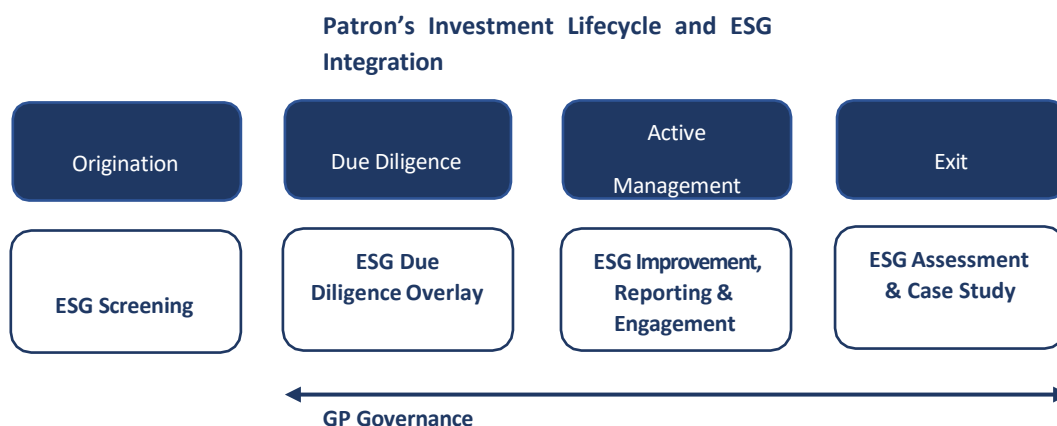 Patron’s Investment Lifecycle and ESG
Integration
Origination
Due Diligence
Active
Management
Exit
ESG Screening
ESG Due
Diligence Overlay
ESG Improvement,
Reporting &
Engagement
ESG Assessment
& Case Study
GP Governance